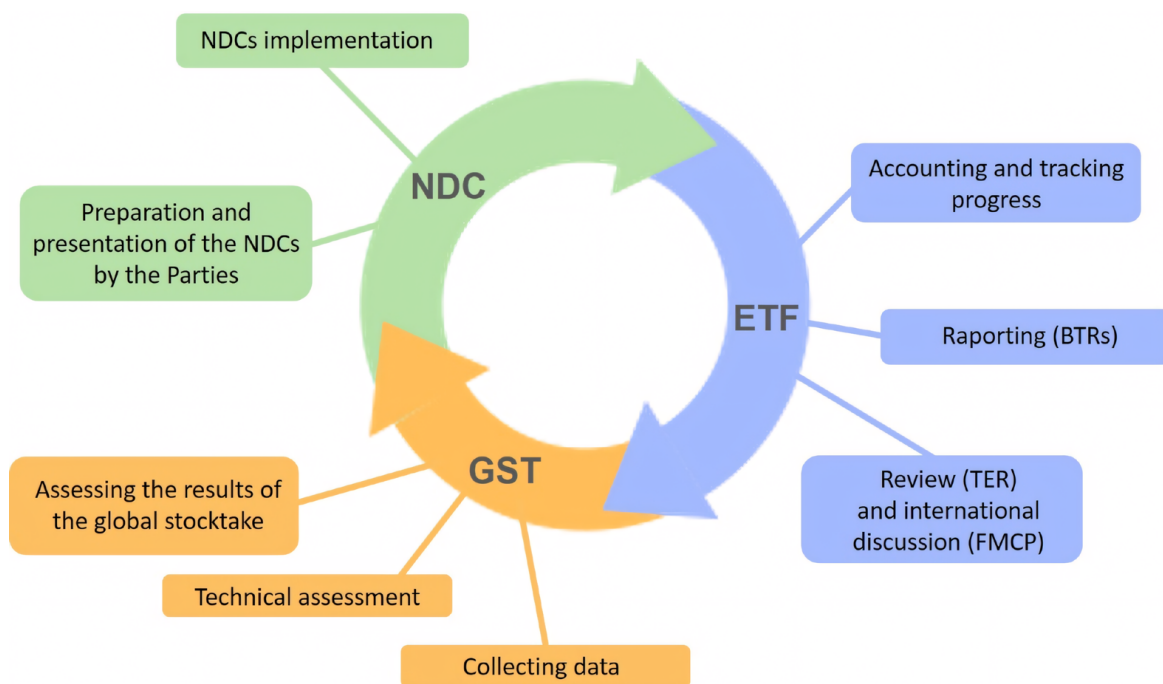 NDCs implementation
NDC
Preparation and
presentation of the NDCs
by the Parties
Accounting and tracking
progress
ETF
Raporting (BTRs)
Review (TER)
and international
discussion (FMCP)
GST
Assessing the results of
the global stocktake
Technical assessment
Collecting data